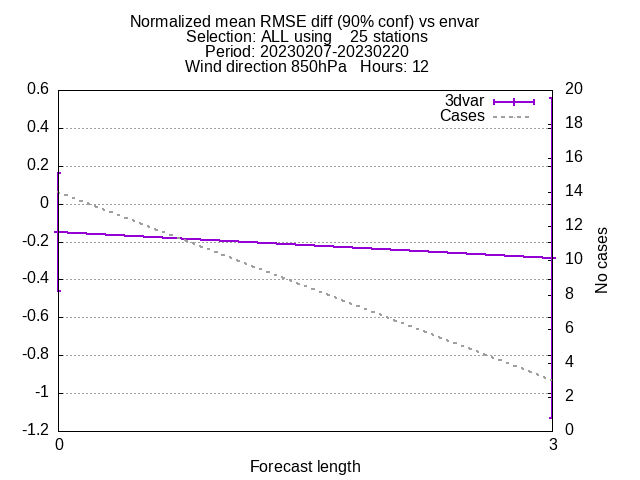 Normalized mean RMSE diff (90% conf) vs envar
Selection: ALL using    25 stations
Period: 20230207-20230220
Wind direction 850hPa   Hours: 12
3dvar
Cases
0.6
0.4
0.2
0
-0.2
-0.4
-0.6
-0.8
-1
-1.2
20
18
16
14
12
10
8
6
4
2
0
No cases
0
3
Forecast length